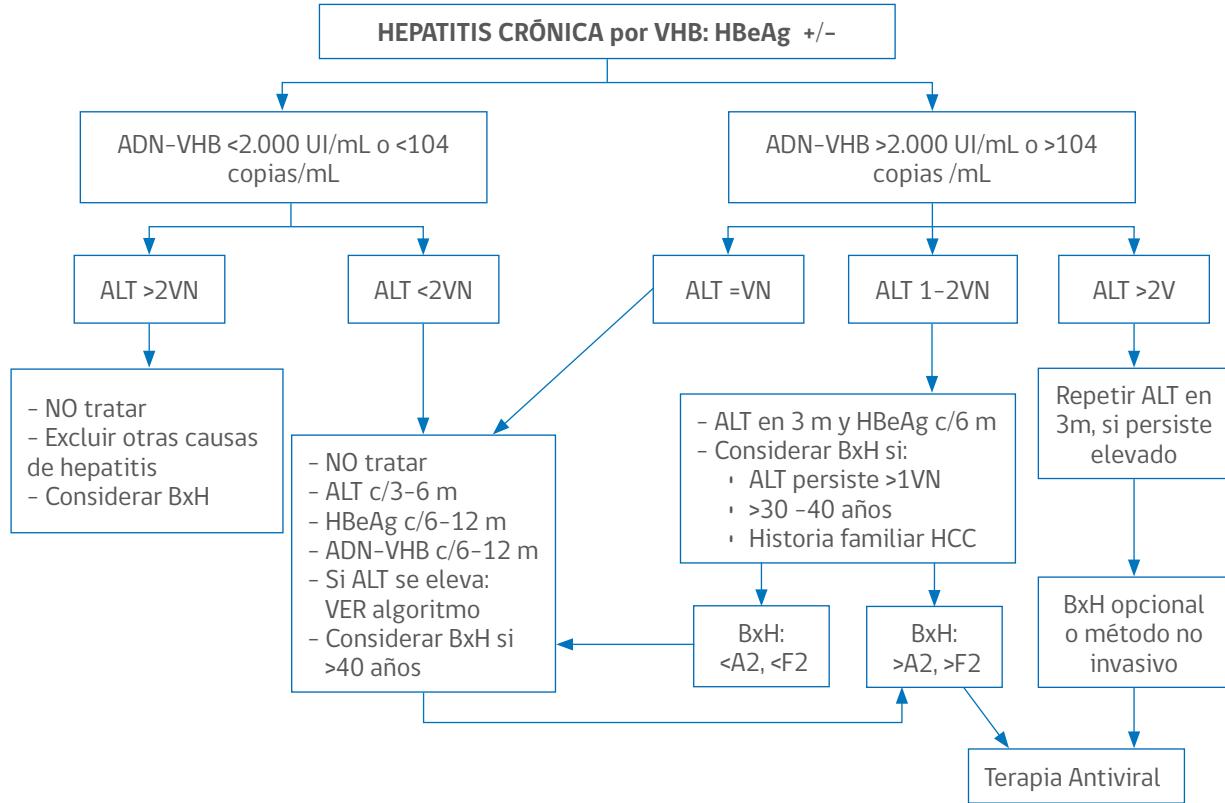 HEPATITIS CRÓNICA por VHB: HBeAg +/-
ADN-VHB <2.000 UI/mL o <104
copias/mL
ADN-VHB >2.000 UI/mL o >104
copias /mL
ALT >2VN
ALT <2VN
ALT =VN
ALT 1-2VN
ALT >2V
- NO tratar
- Excluir otras causas
de hepatitis
- Considerar BxH
- NO tratar
- ALT c/3-6 m
- HBeAg c/6-12 m
- ADN-VHB c/6-12 m
- Si ALT se eleva:
VER algoritmo
- Considerar BxH si
>40 años
- ALT en 3 m y HBeAg c/6 m
- Considerar BxH si:
• ALT persiste >1VN
• >30 -40 años
• Historia familiar HCC
Repetir ALT en
3m, si persiste
elevado
BxH:
<A2, <F2
BxH:
>A2, >F2
BxH opcional
o método no
invasivo
Terapia Antiviral